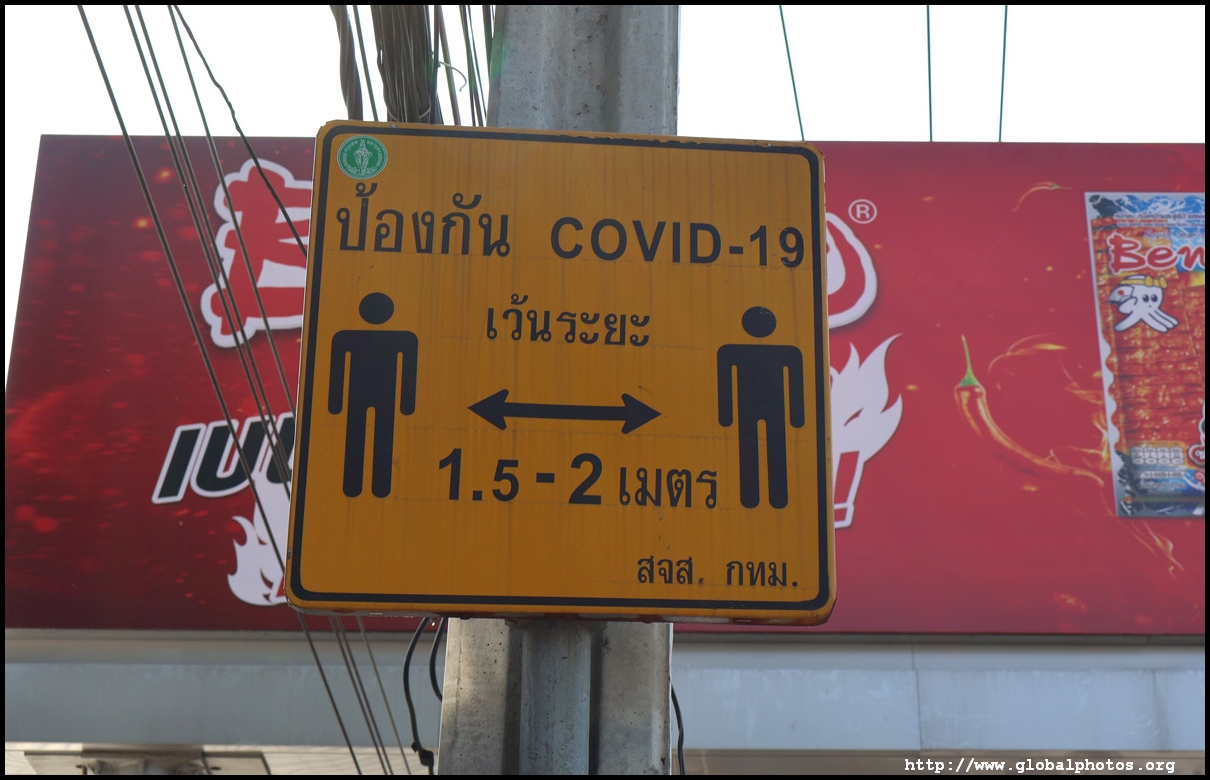 ป้องกัน COVID-19
เว้นระยะ
1.5 - 2 เมตร
สจส. กทม.
®
http://www.globalphotos.org